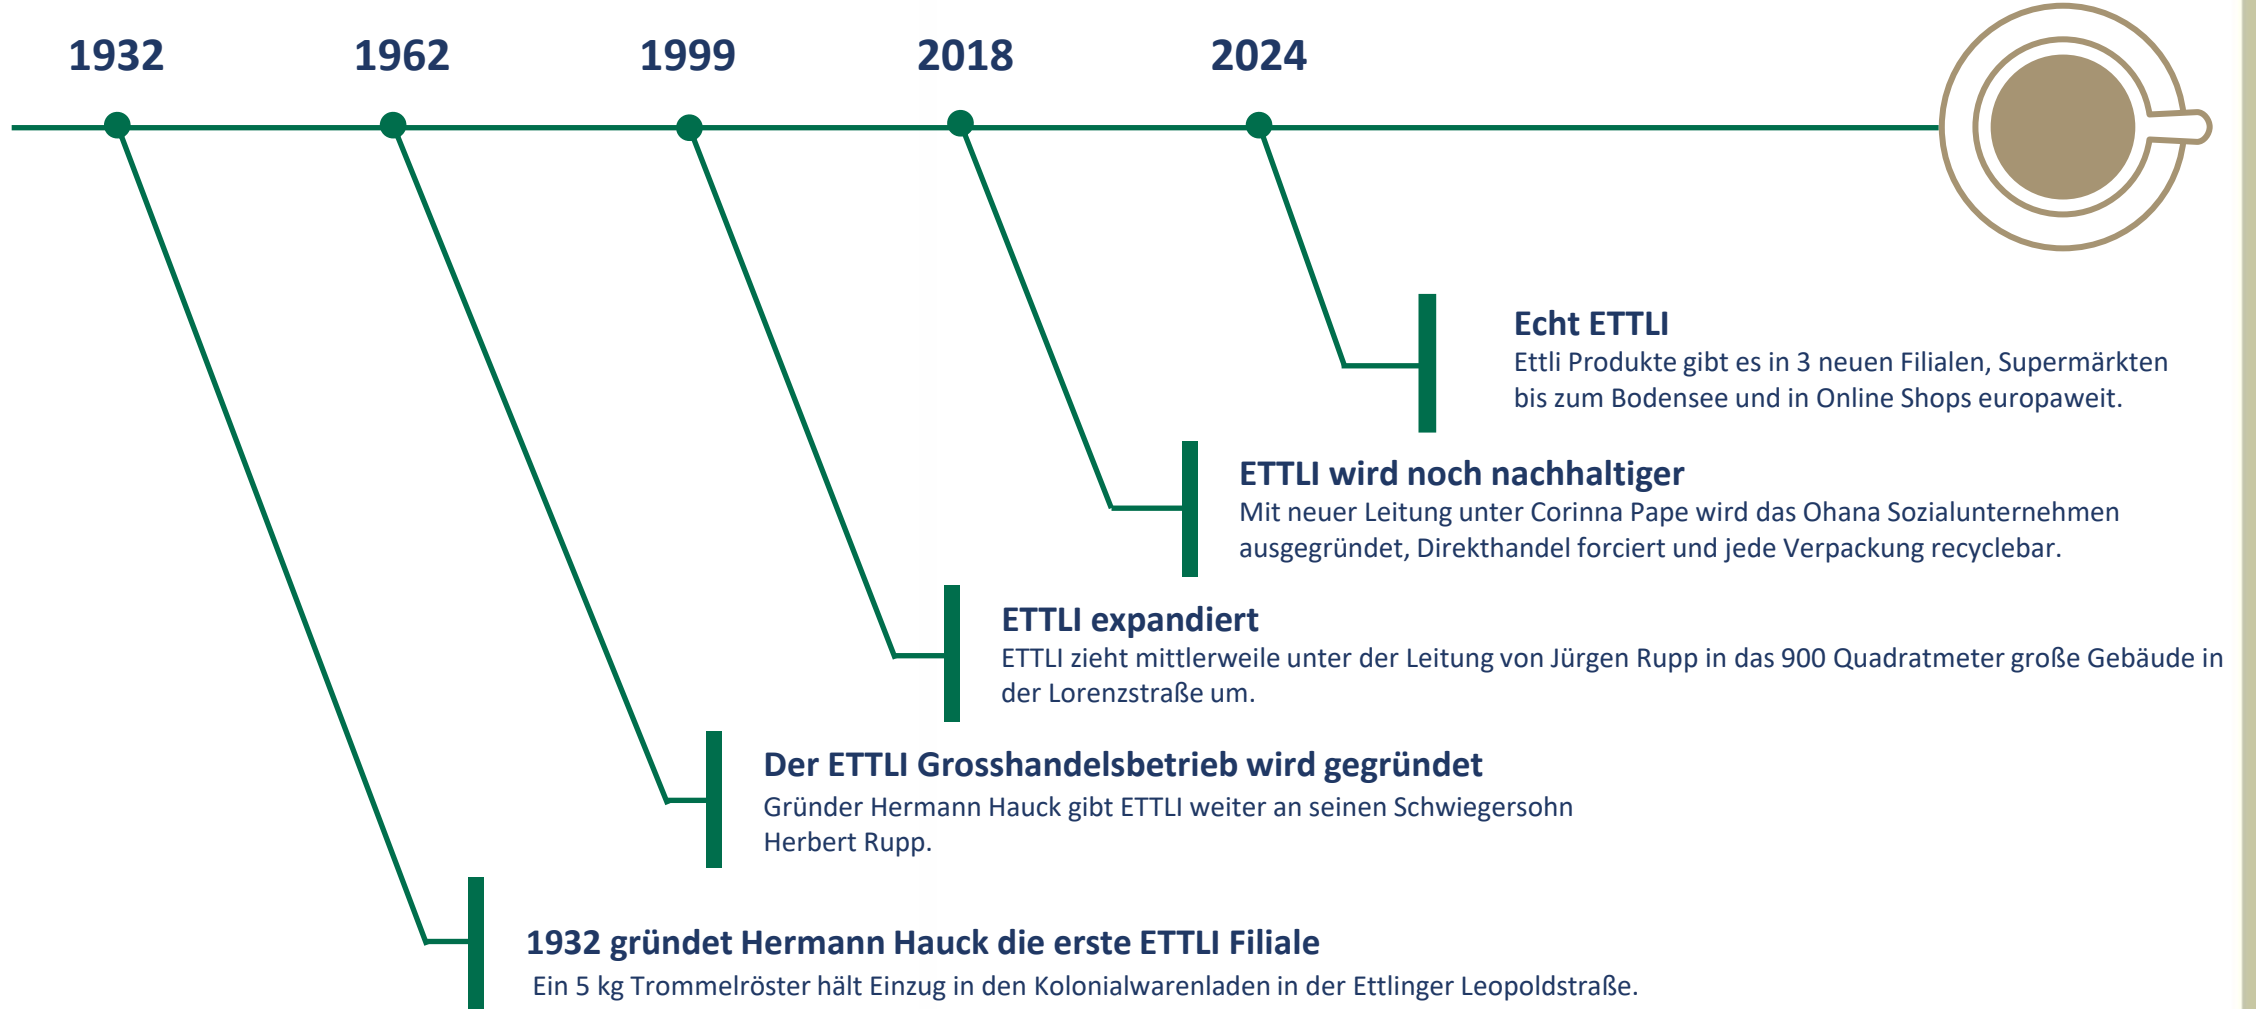 1932
1962
1999
2018
2024
Echt ETTLI
Ettli Produkte gibt es in 3 neuen Filialen, Supermärkten
bis zum Bodensee und in Online Shops europaweit.
ETTLI wird noch nachhaltiger
Mit neuer Leitung unter Corinna Pape wird das Ohana Sozialunternehmen
ausgegründet, Direkthandel forciert und jede Verpackung recyclebar.
ETTLI expandiert
ETTLI zieht mittlerweile unter der Leitung von Jürgen Rupp in das 900 Quadratmeter große Gebäude in
der Lorenzstraße um.
Der ETTLI Grosshandelsbetrieb wird gegründet
Gründer Hermann Hauck gibt ETTLI weiter an seinen Schwiegersohn
Herbert Rupp.
1932 gründet Hermann Hauck die erste ETTLI Filiale
Ein 5 kg Trommelröster hält Einzug in den Kolonialwarenladen in der Ettlinger Leopoldstraße.